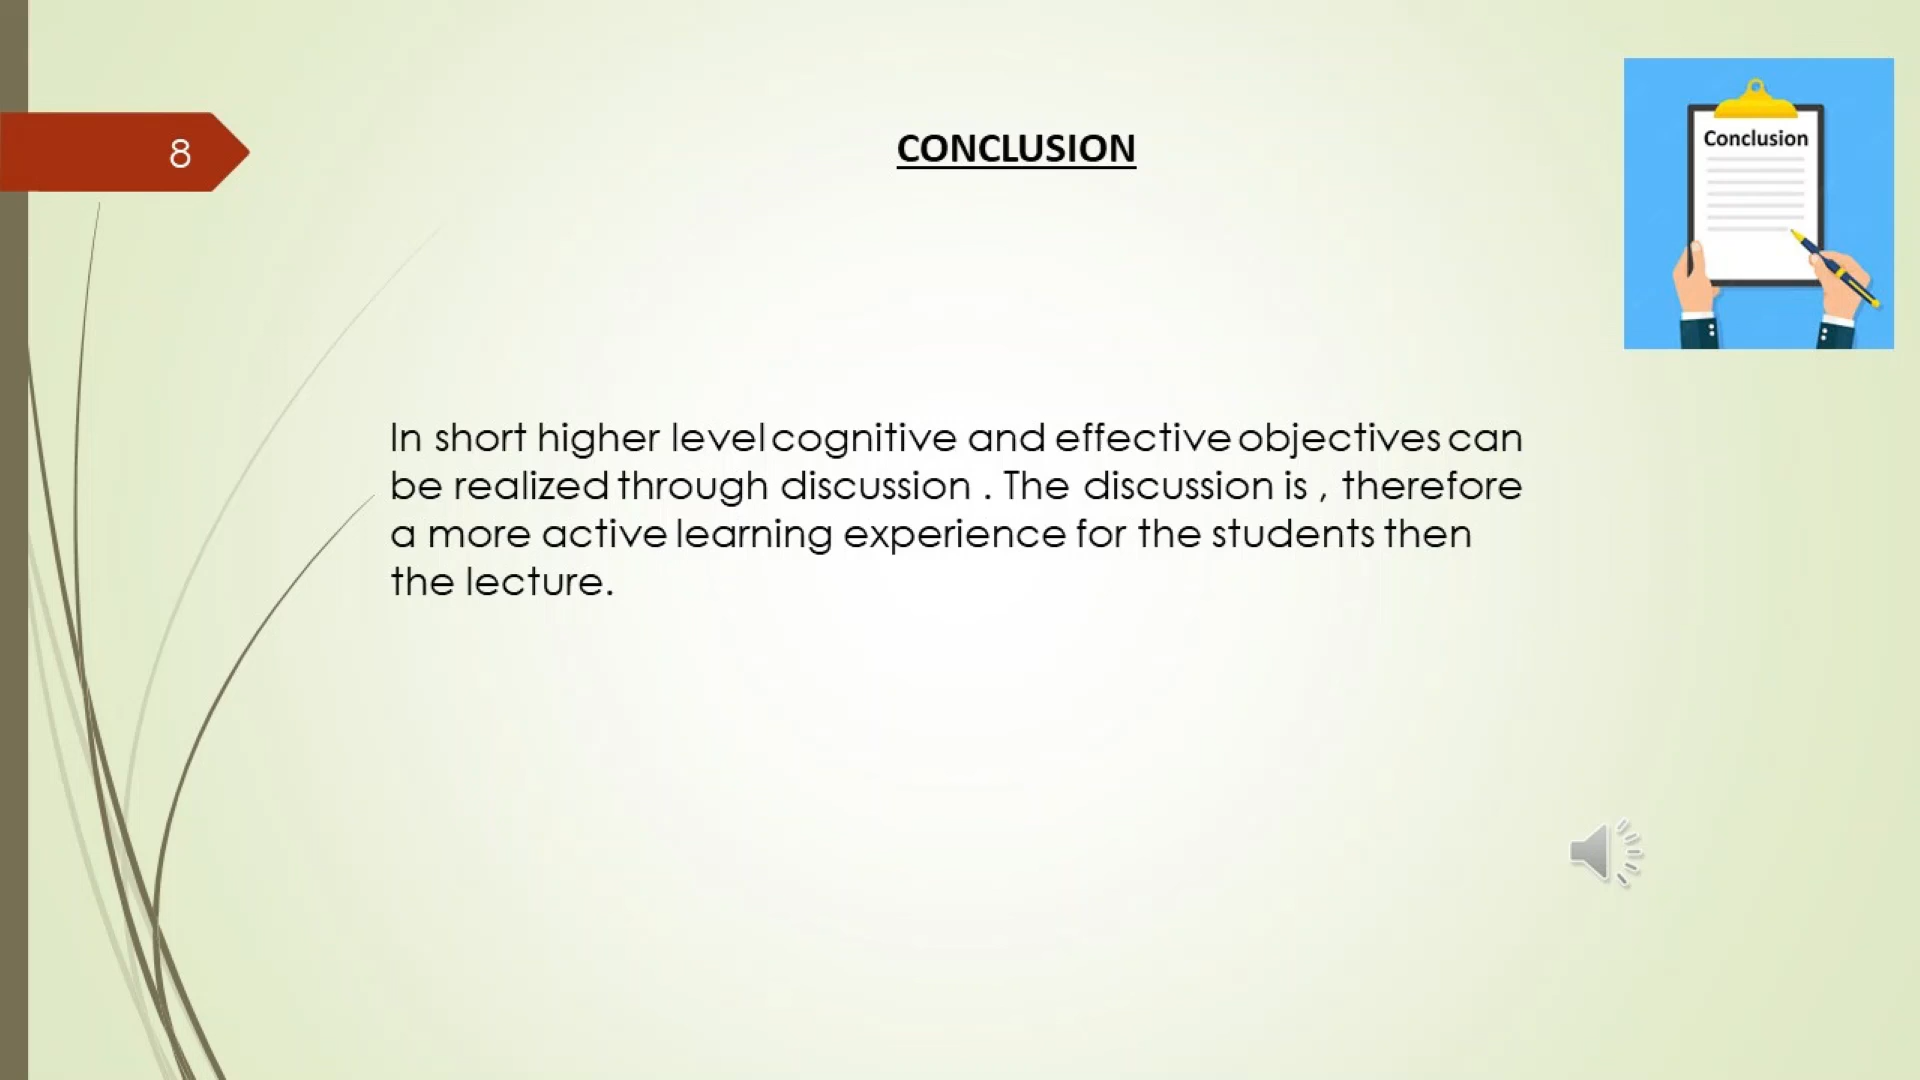 8
CONCLUSION
Conclusion
In short higher level cognitive and effective objectives can
be realized through discussion . The discussion is , therefore
a more active learning experience for the students then
the lecture.